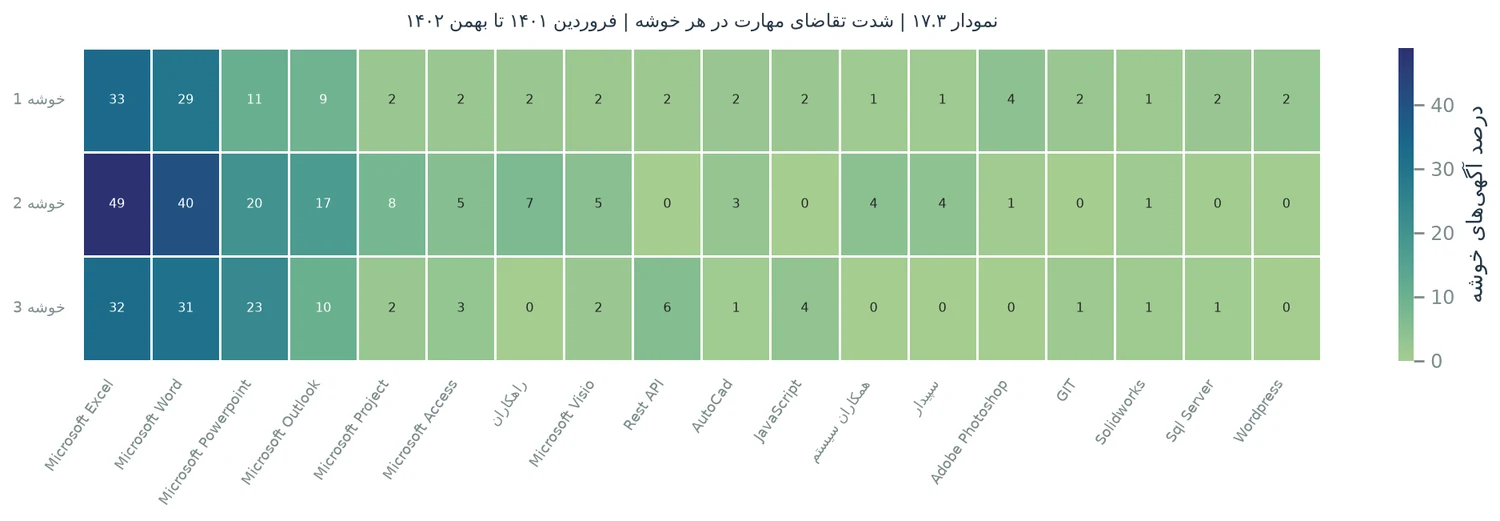 نمودار ۱۷.۳ | شدت تقاضای مهارت در هر خوشه | فروردین ۱۴۰۱ تا بهمن ۱۴۰۲
خوشه 1 33 29 11 9 2 2 2 2 2 2 2 1 1 4 2 1 2 2
خوشه 2 49 40 20 17 8 5 7 5 0 3 0 4 4 1 0 1 0 0
خوشه 3 32 31 23 10 2 3 0 2 6 1 4 0 0 0 1 1 1 0
Microsoft Excel
Microsoft Word
Microsoft Powerpoint
Microsoft Outlook
Microsoft Project
Microsoft Access
راهکاران
Microsoft Visio
Rest API
AutoCad
JavaScript
همکاران سیستم
سپیدار
Adobe Photoshop
GIT
Solidworks
Sql Server
Wordpress
40
30
20
10
0
درصد آگهی‌های خوشه